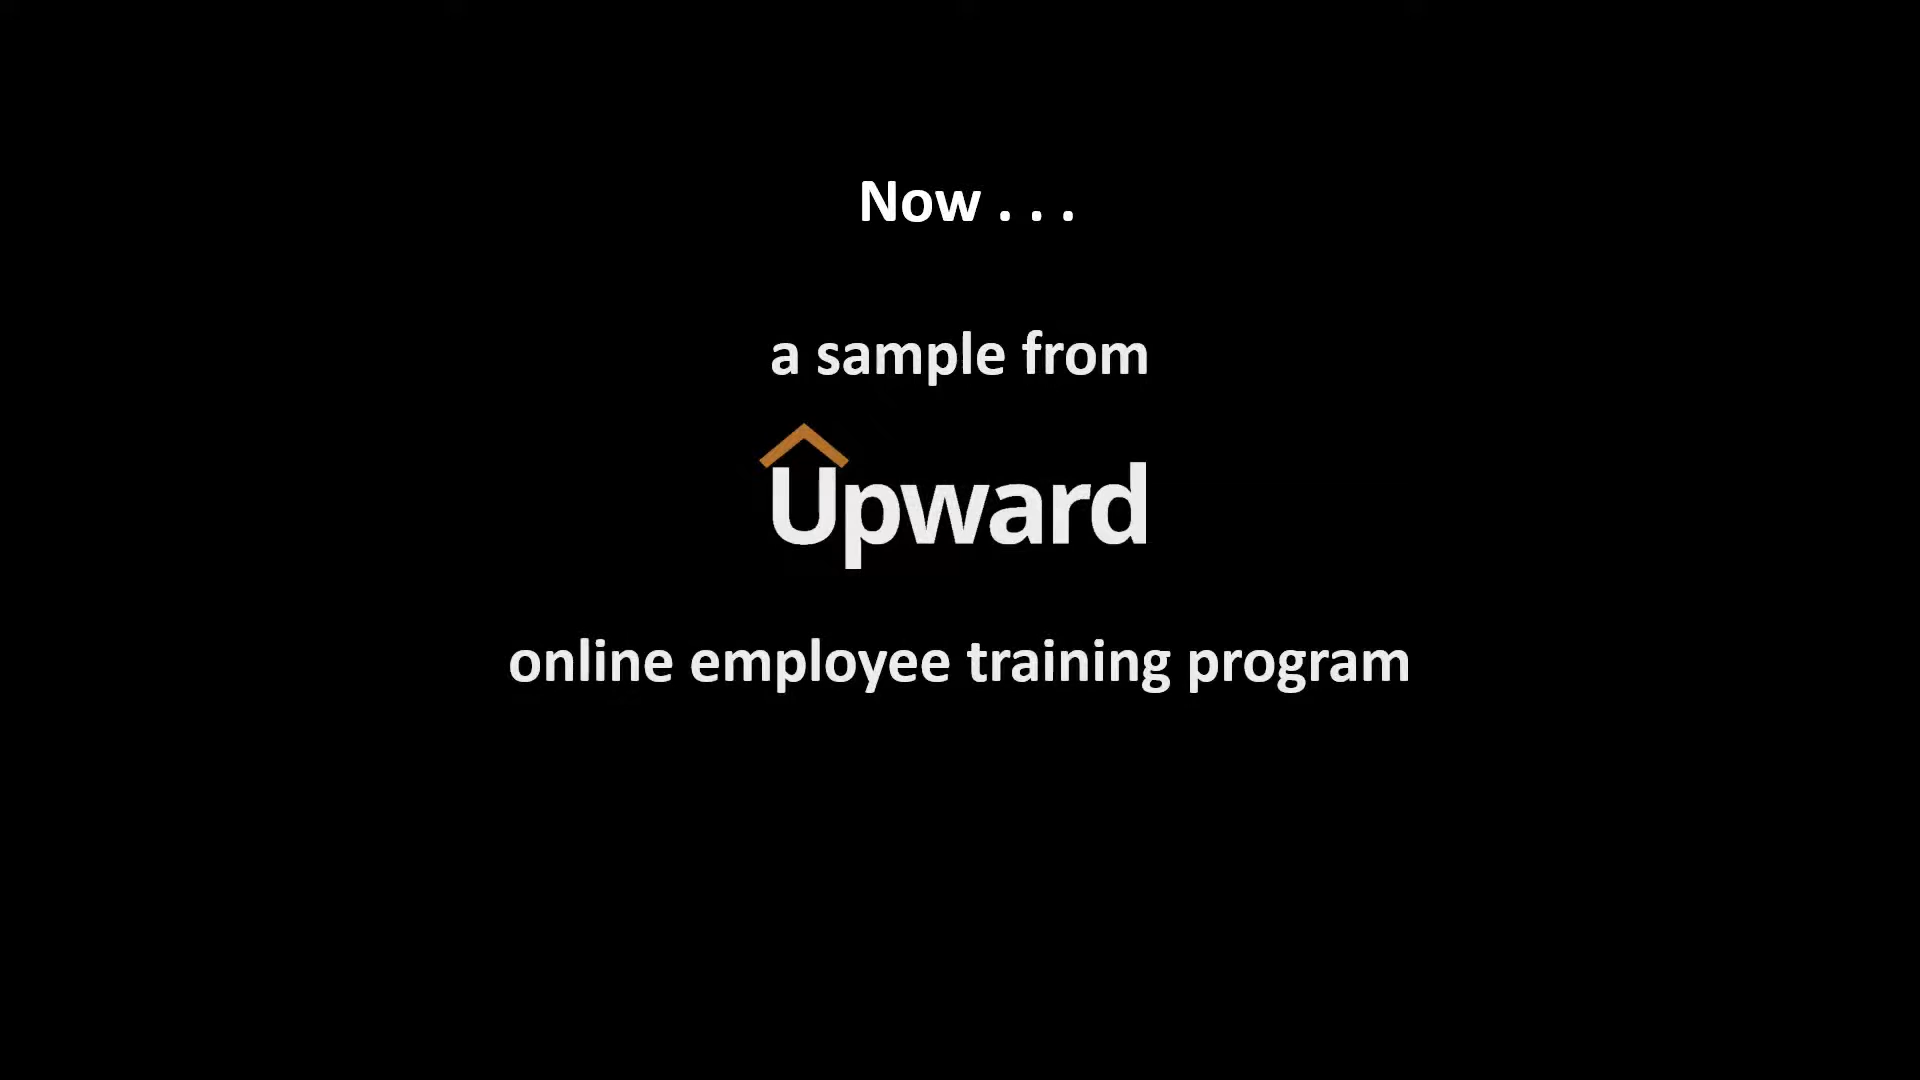 Now . . .
a sample from
Upward
online employee training program